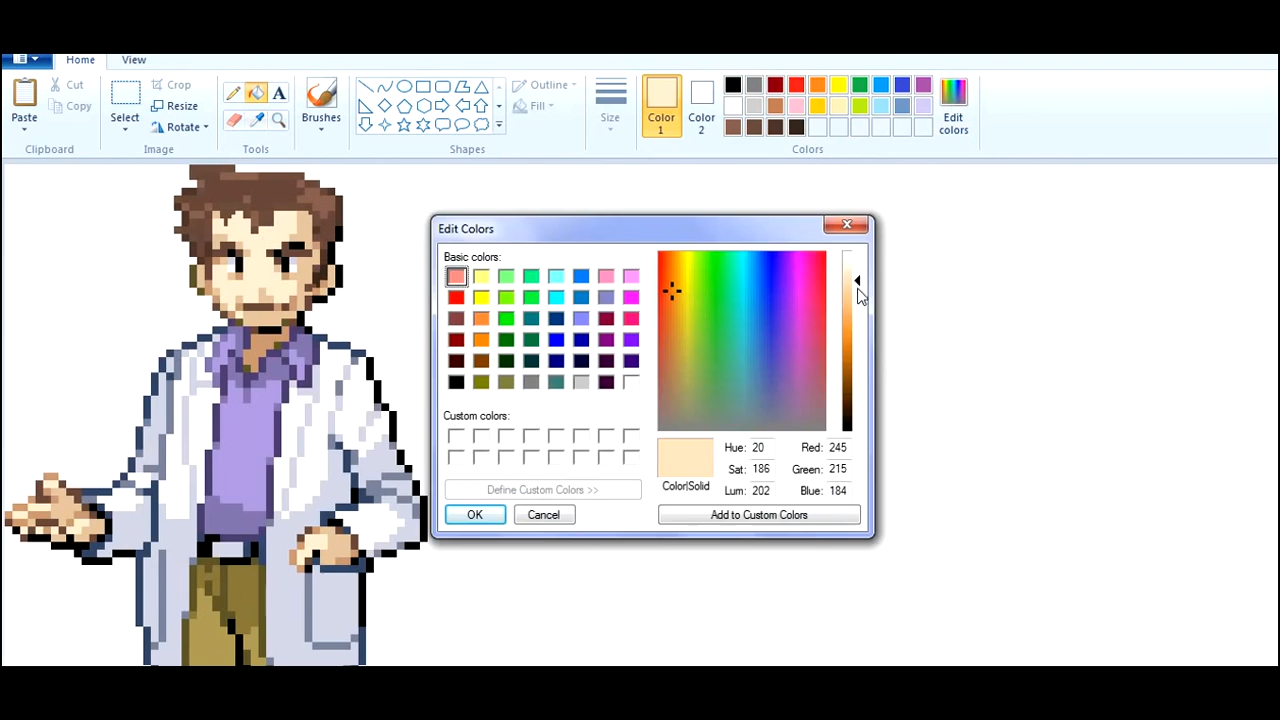 Home View
Paste
Cut
Copy
Clipboard
Select
Crop
Resize
Rotate
Image
A
Tools
Brushes
Shapes
Outline
Fill
Size
Color
1
Color
2
Edit
colors
Colors
Edit Colors
X
Basic colors:
Custom colors:
Define Custom Colors >>
OK Cancel
Color|Solid
Hue: 20 Red: 245
Sat: 186 Green: 215
Lum: 202 Blue: 184
Add to Custom Colors